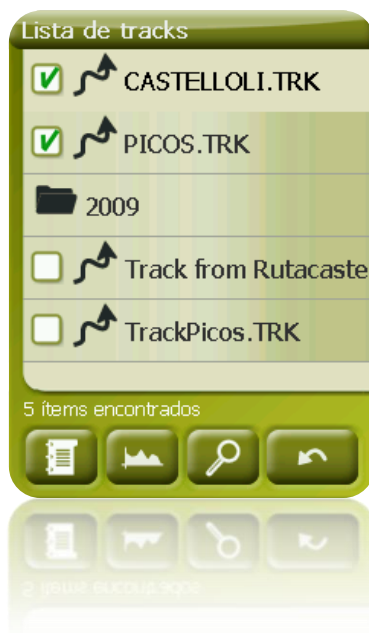 Lista de tracks
CASTELLOLI.TRK
PICOS.TRK
2009
Track from Rutacaste
TrackPicos.TRK
5 ítems encontrados